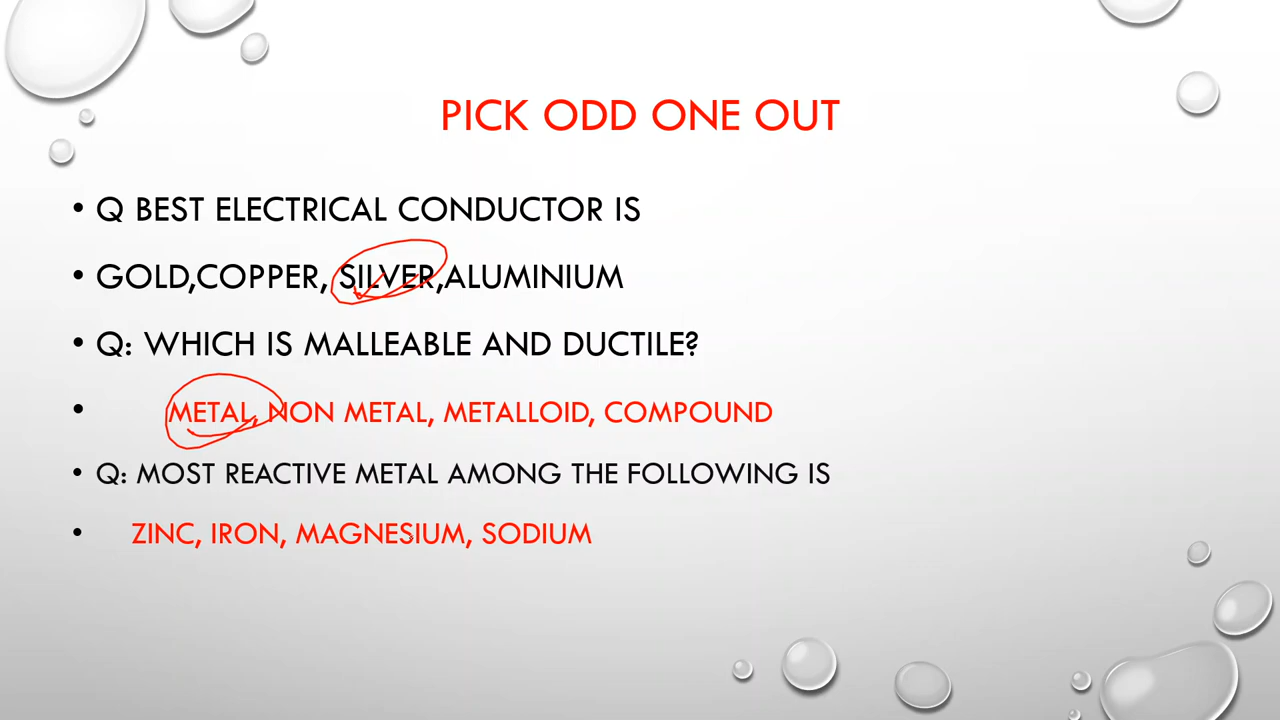 PICK ODD ONE OUT
• Q BEST ELECTRICAL CONDUCTOR IS
• GOLD,COPPER, SILVER,ALUMINIUM
• Q: WHICH IS MALLEABLE AND DUCTILE?
• METAL, NON METAL, METALLOID, COMPOUND
• Q: MOST REACTIVE METAL AMONG THE FOLLOWING IS
• ZINC, IRON, MAGNESIUM, SODIUM